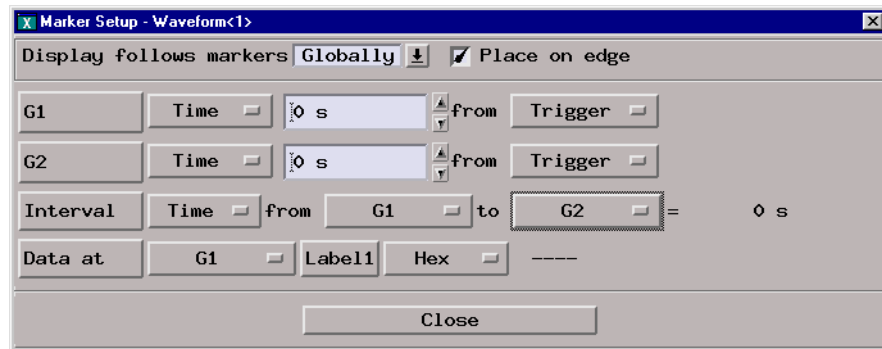 Marker Setup - Waveform<1>
Display follows markers Globally Place on edge
G1 Time 0 s from Trigger
G2 Time 0 s from Trigger
Interval Time from G1 to G2 = 0 s
Data at G1 Label1 Hex ----
Close